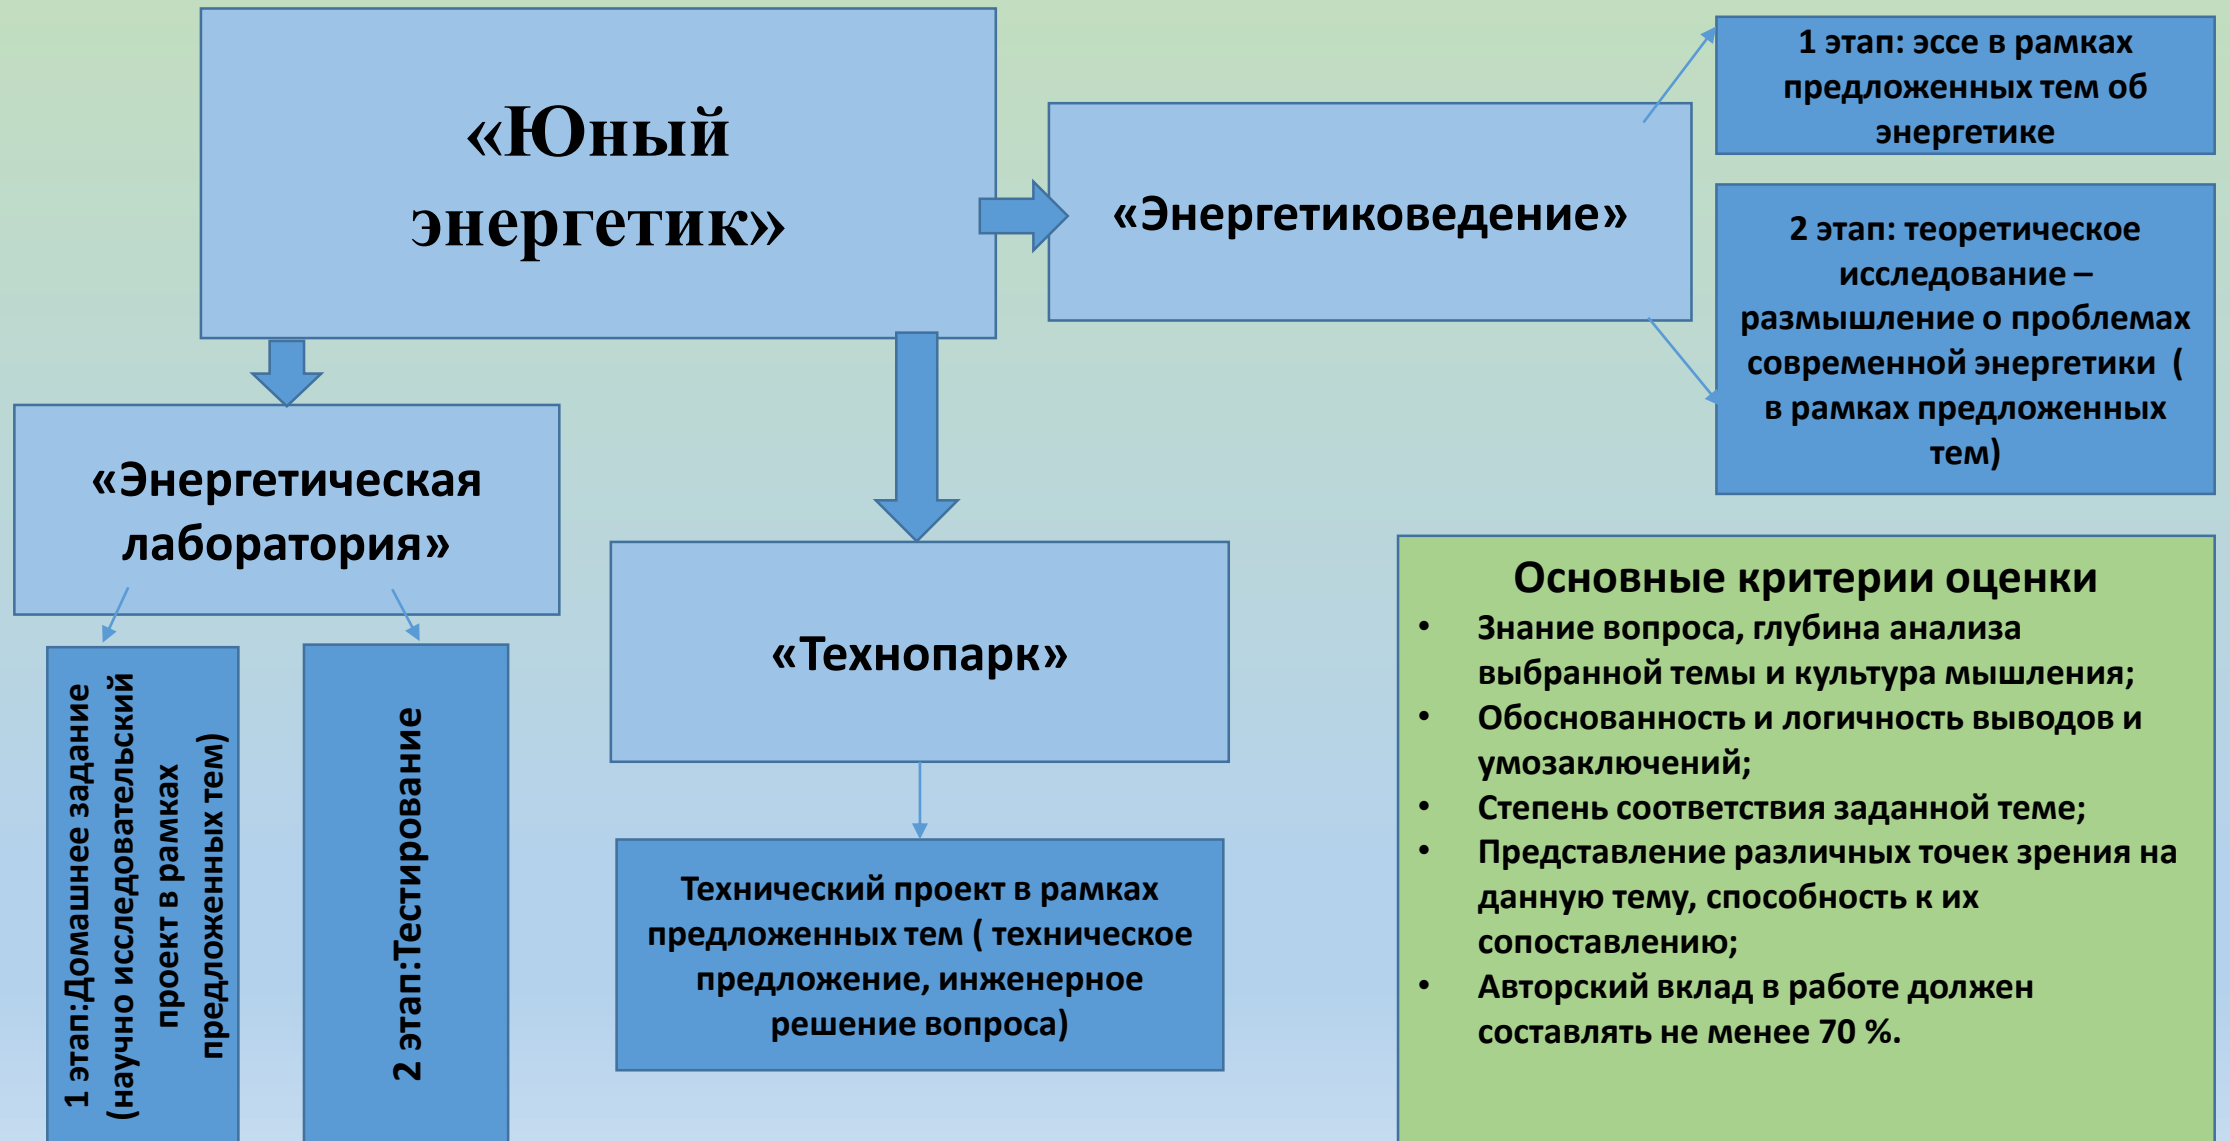 «Юный
энергетик»
«Энергетиковедение»
1 этап: эссе в рамках
предложенных тем об
энергетике
2 этап: теоретическое
исследование –
размышление о проблемах
современной энергетики (
в рамках предложенных
тем)
«Энергетическая
лаборатория»
1 этап:Домашнее задание
(научно исследовательский
проект в рамках
предложенных тем)
2 этап:Тестирование
«Технопарк»
Технический проект в рамках
предложенных тем ( техническое
предложение, инженерное
решение вопроса)
Основные критерии оценки
• Знание вопроса, глубина анализа
выбранной темы и культура мышления;
• Обоснованность и логичность выводов и
умозаключений;
• Степень соответствия заданной теме;
• Представление различных точек зрения на
данную тему, способность к их
сопоставлению;
• Авторский вклад в работе должен
составлять не менее 70 %.